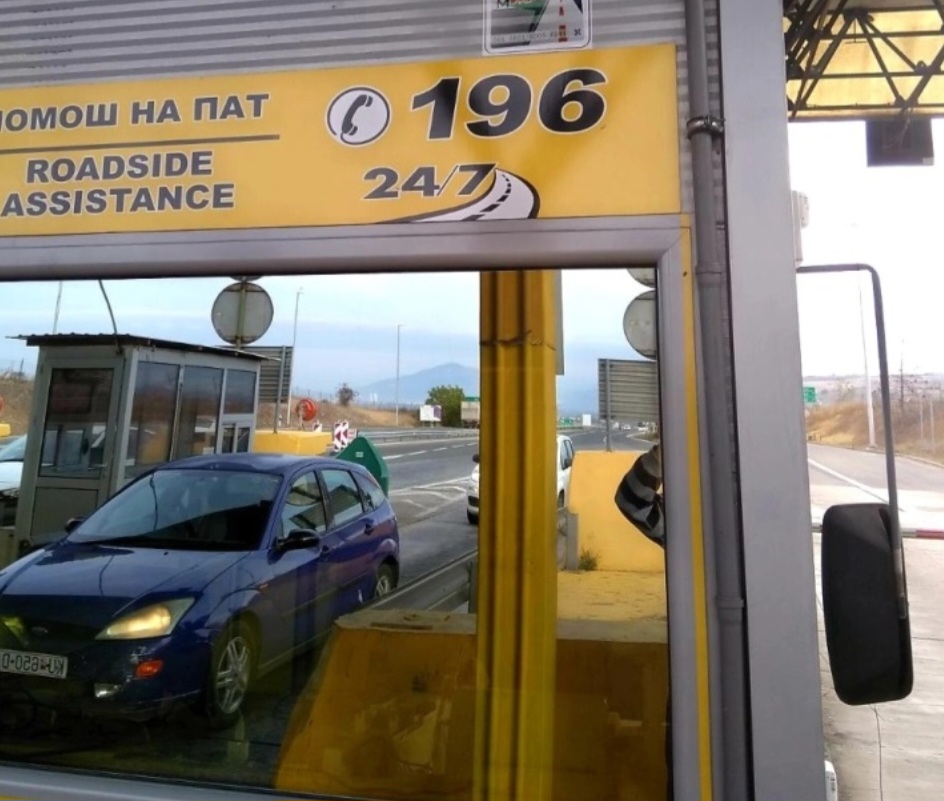 ПОМОШ НА ПАТ
196
ROADSIDE
ASSISTANCE
24/7